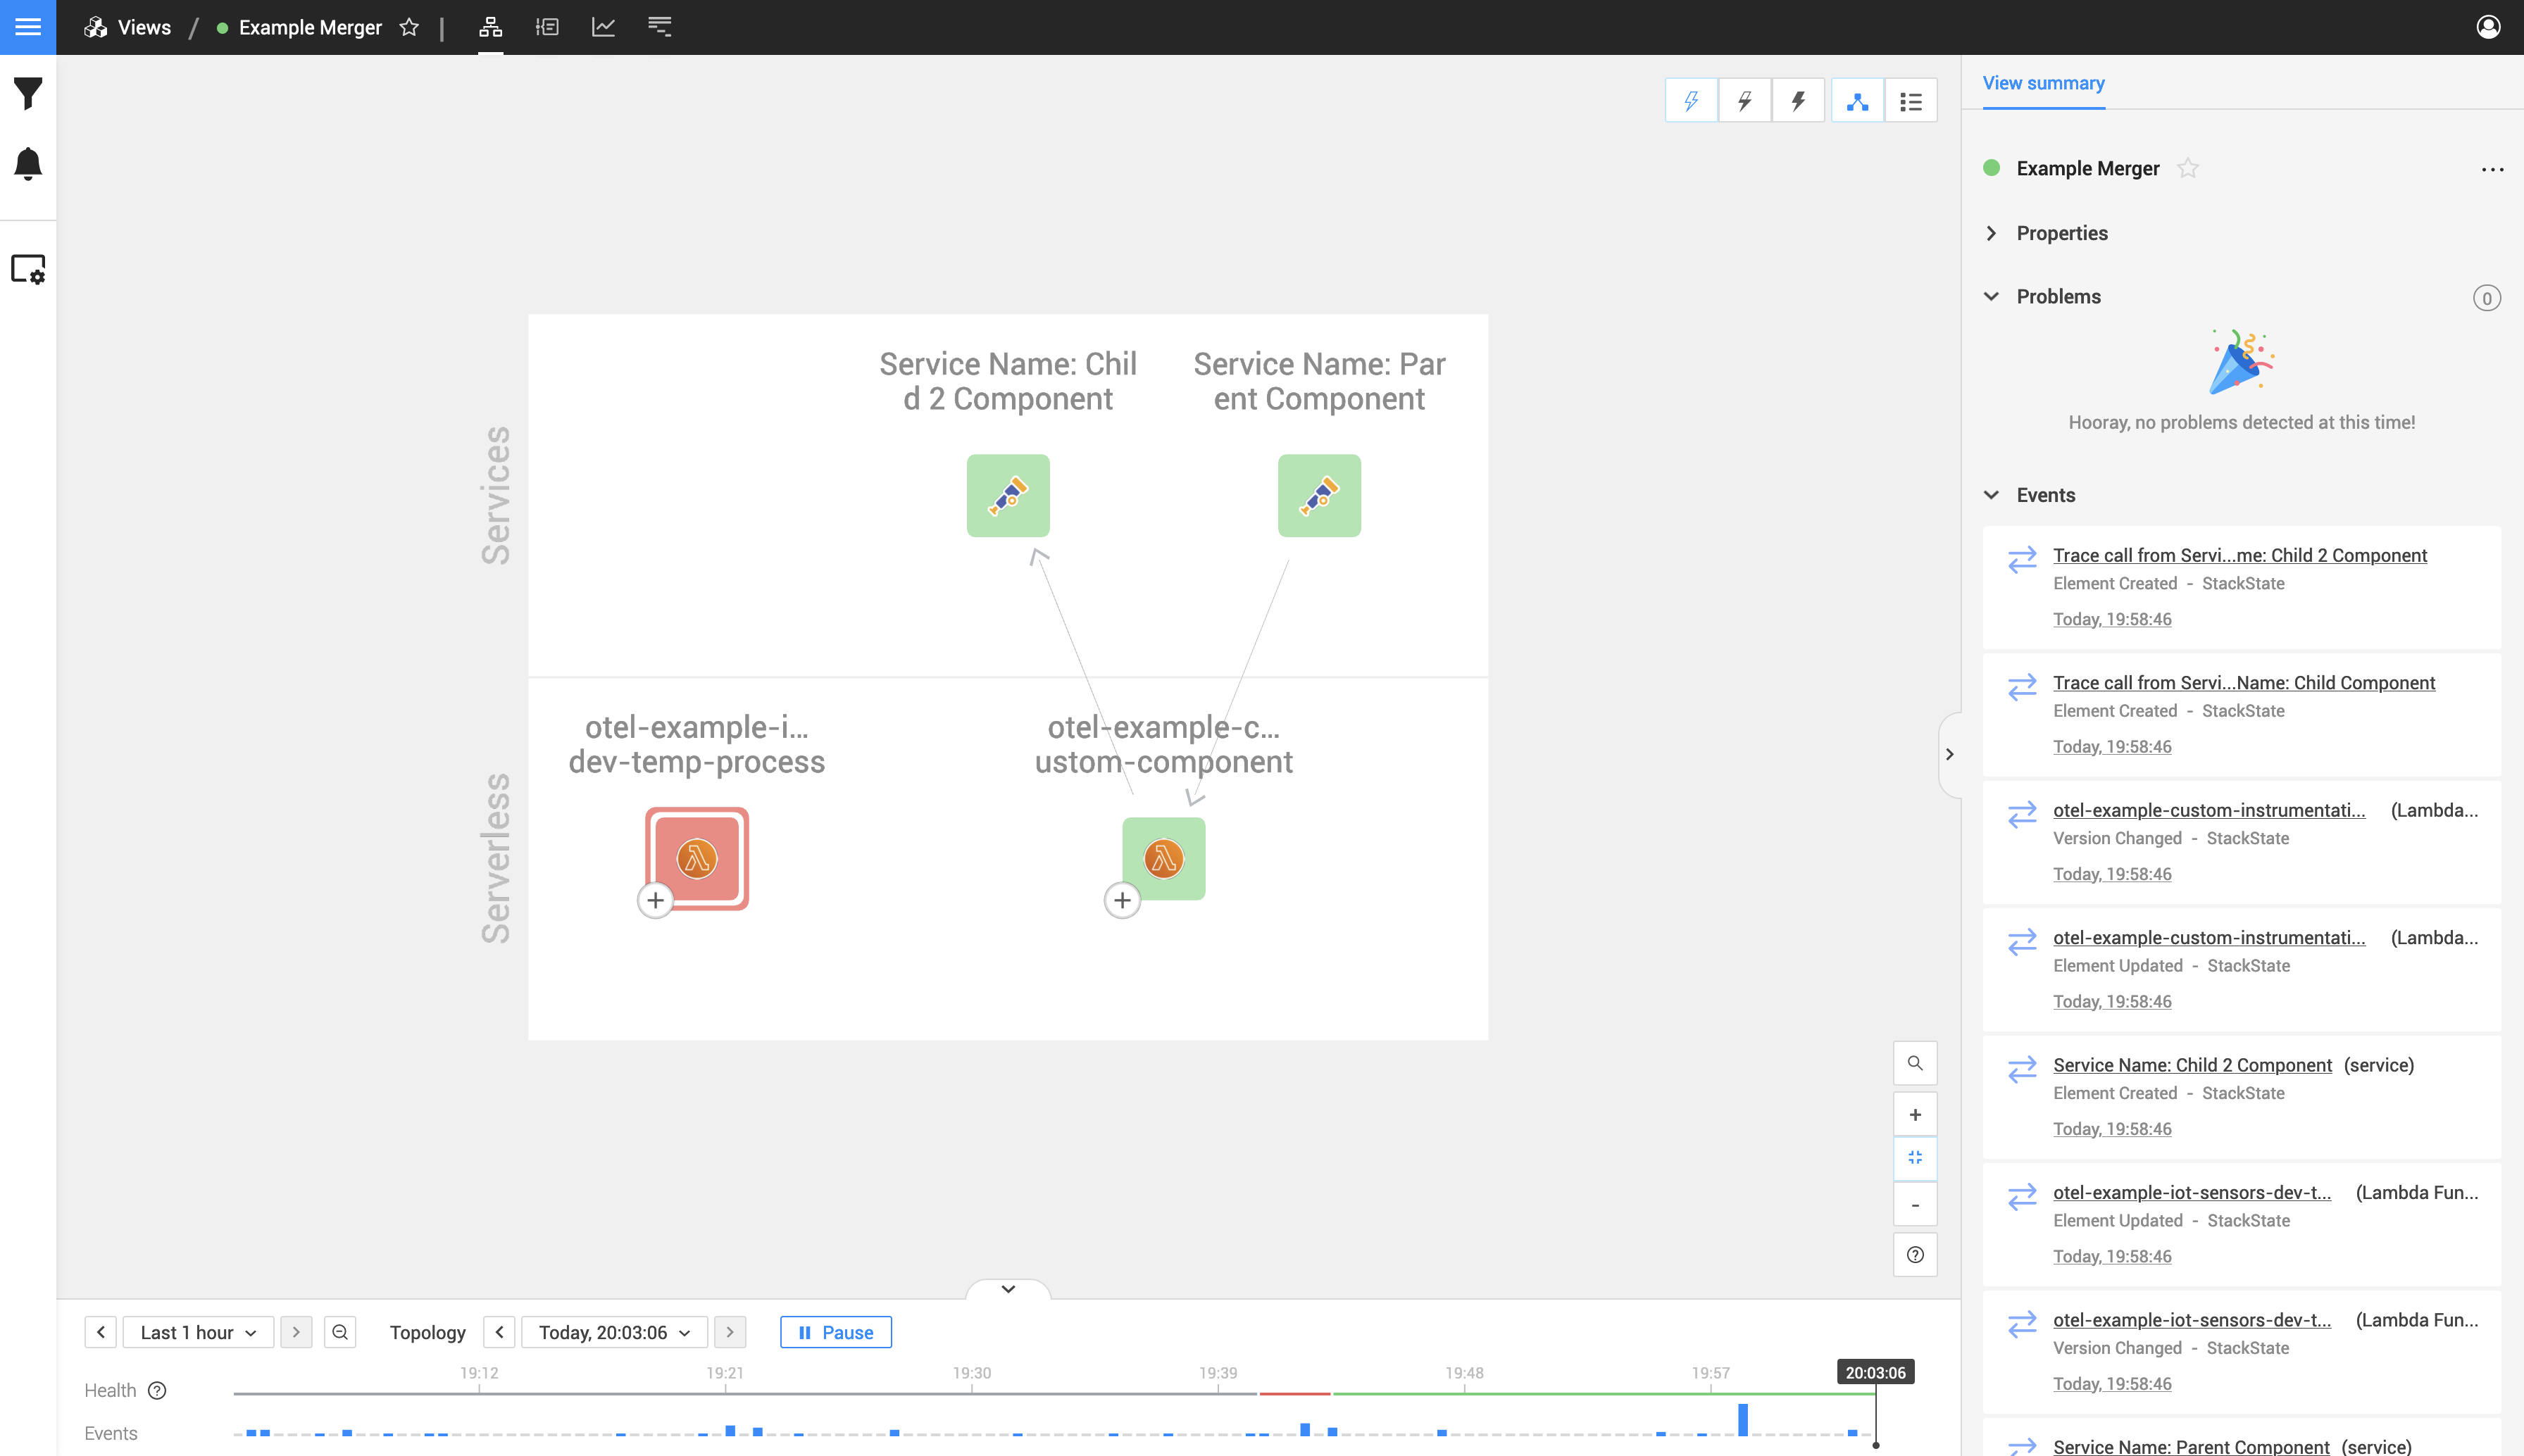 Views / Example Merger
Service Name: Chil
d 2 Component
Service Name: Par
ent Component
Services
otel-example-i...
dev-temp-process
otel-example-c...
ustom-component
Serverless
Last 1 hour
Topology
Today, 20:03:06
Pause
19:12
19:21
19:30
19:39
19:48
19:57
20:03:06
Health
Events
View summary
Example Merger
Properties
Problems
0
Hooray, no problems detected at this time!
Events
Trace call from Servi...me: Child 2 Component
Element Created - StackState
Today, 19:58:46
Trace call from Servi...Name: Child Component
Element Created - StackState
Today, 19:58:46
otel-example-custom-instrumentati... (Lambda...
Version Changed - StackState
Today, 19:58:46
otel-example-custom-instrumentati... (Lambda...
Element Updated - StackState
Today, 19:58:46
Service Name: Child 2 Component (service)
Element Created - StackState
Today, 19:58:46
otel-example-iot-sensors-dev-t... (Lambda Fun...
Element Updated - StackState
Today, 19:58:46
otel-example-iot-sensors-dev-t... (Lambda Fun...
Version Changed - StackState
Today, 19:58:46
Service Name: Parent Component (service)